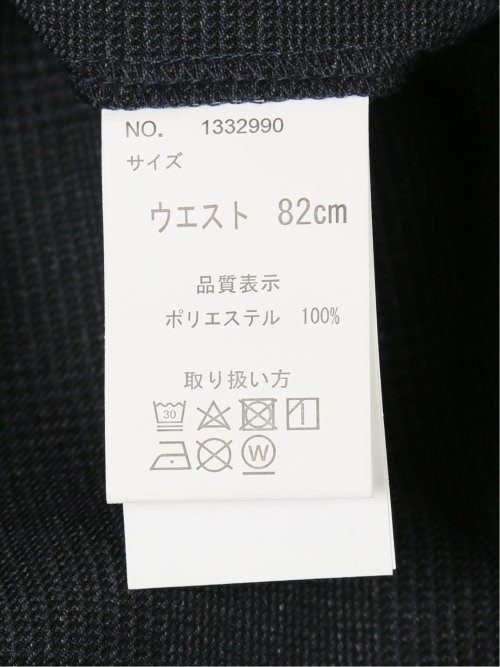 NO. 1332990
サイズ
ウエスト 82cm
品質表示
ポリエステル 100%
取り扱い方
30
W